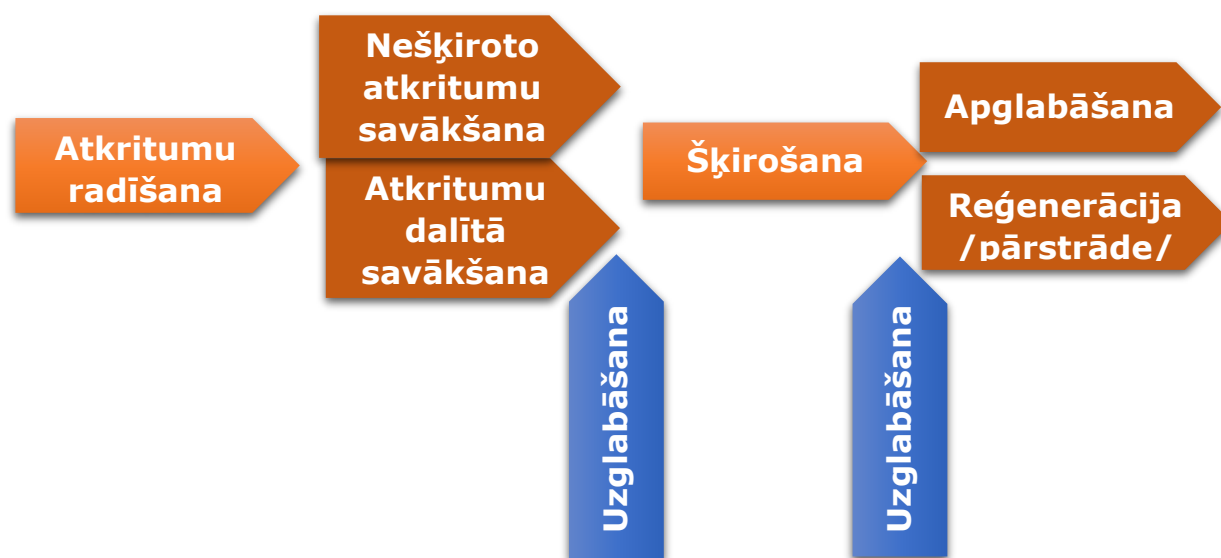 Atkritumu
radīšana
Nešķiroto
atkritumu
savākšana
Atkritumu
dalītā
savākšana
Uzglabāšana
Šķirošana
Uzglabāšana
Apglabāšana
Reģenerācija
/pārstrāde/